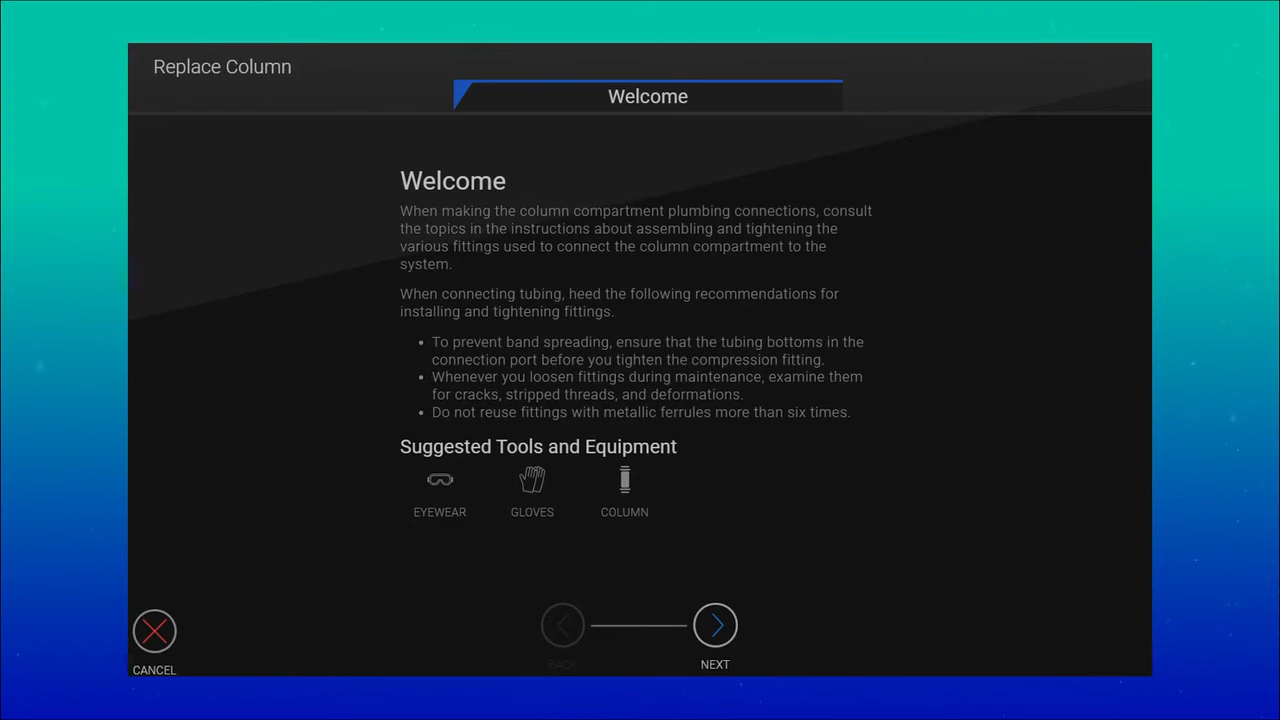 Replace Column
Welcome
Welcome
When making the column compartment plumbing connections, consult
the topics in the instructions about assembling and tightening the
various fittings used to connect the column compartment to the
system.
When connecting tubing, heed the following recommendations for
installing and tightening fittings.
• To prevent band spreading, ensure that the tubing bottoms in the
connection port before you tighten the compression fitting.
• Whenever you loosen fittings during maintenance, examine them
for cracks, stripped threads, and deformations.
• Do not reuse fittings with metallic ferrules more than six times.
Suggested Tools and Equipment
EYEWEAR GLOVES COLUMN
CANCEL
BACK
NEXT